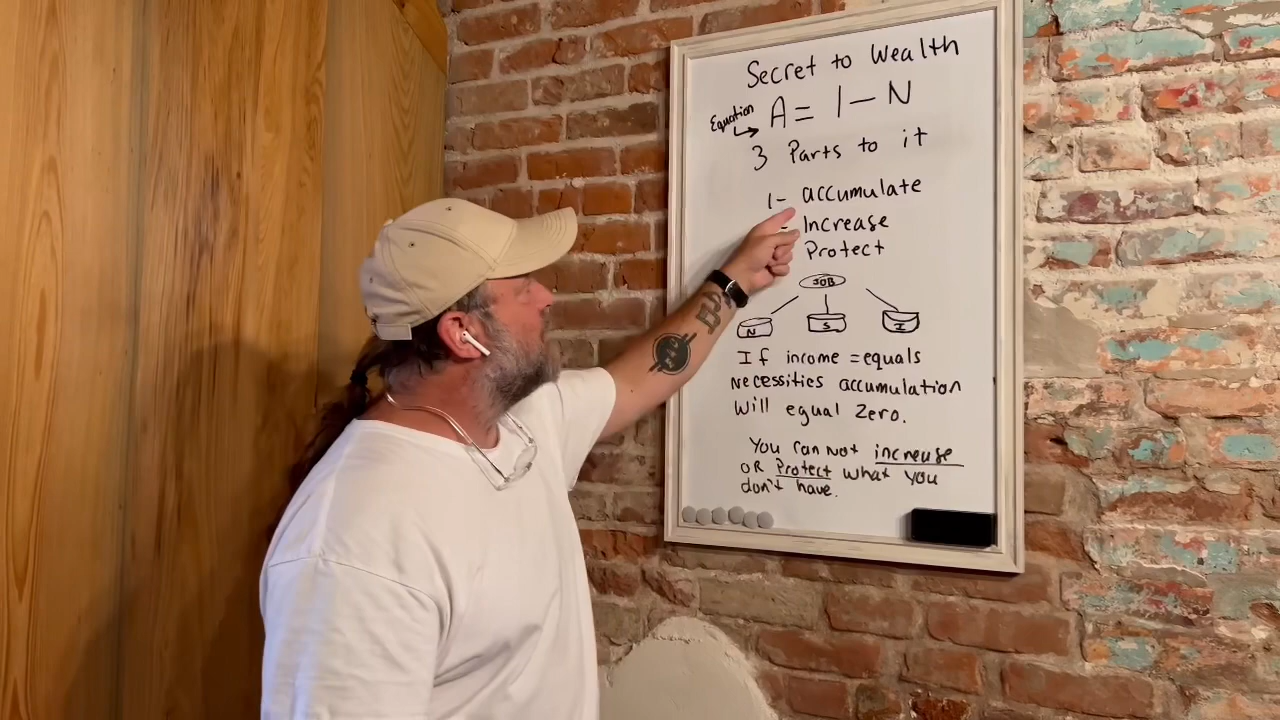 Secret to Wealth
Equation
A = I - N
3 Parts to it
1- accumulate
Increase
Protect
JOB
N S I
If income = equals
Necessities accumulation
Will equal Zero.
You can not increase
OR Protect what you
don't have.